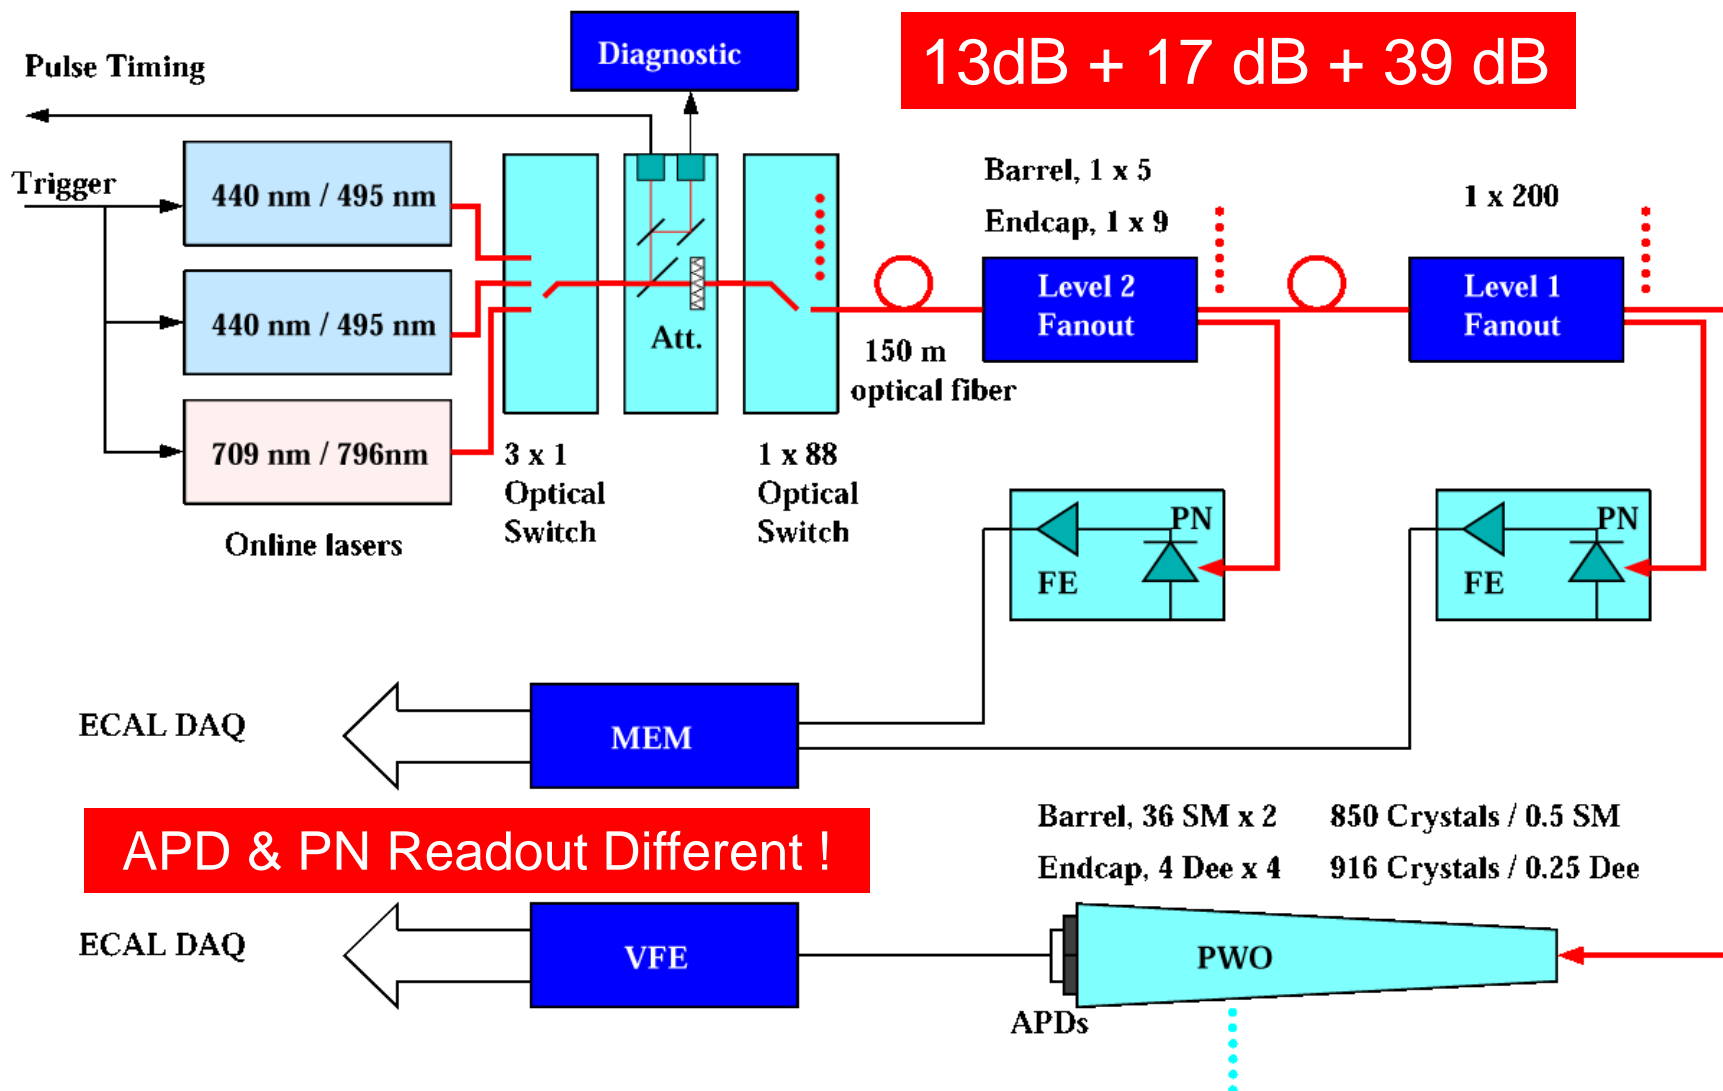 Diagnostic
13dB + 17 dB + 39 dB
Pulse Timing
Trigger
440 nm / 495 nm
440 nm / 495 nm
709 nm / 796nm
Online lasers
3 x 1
Optical
Switch
Att.
1 x 88
Optical
Switch
150 m
optical fiber
Barrel, 1 x 5
Endcap, 1 x 9
Level 2
Fanout
1 x 200
Level 1
Fanout
PN
FE
PN
FE
ECAL DAQ
MEM
APD & PN Readout Different !
Barrel, 36 SM x 2 850 Crystals / 0.5 SM
Endcap, 4 Dee x 4 916 Crystals / 0.25 Dee
ECAL DAQ
VFE
PWO
APDs